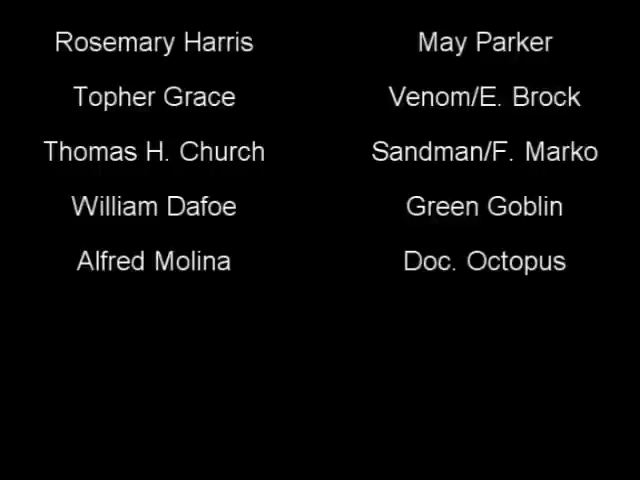 Rosemary Harris May Parker
Topher Grace Venom/E. Brock
Thomas H. Church Sandman/F. Marko
William Dafoe Green Goblin
Alfred Molina Doc. Octopus